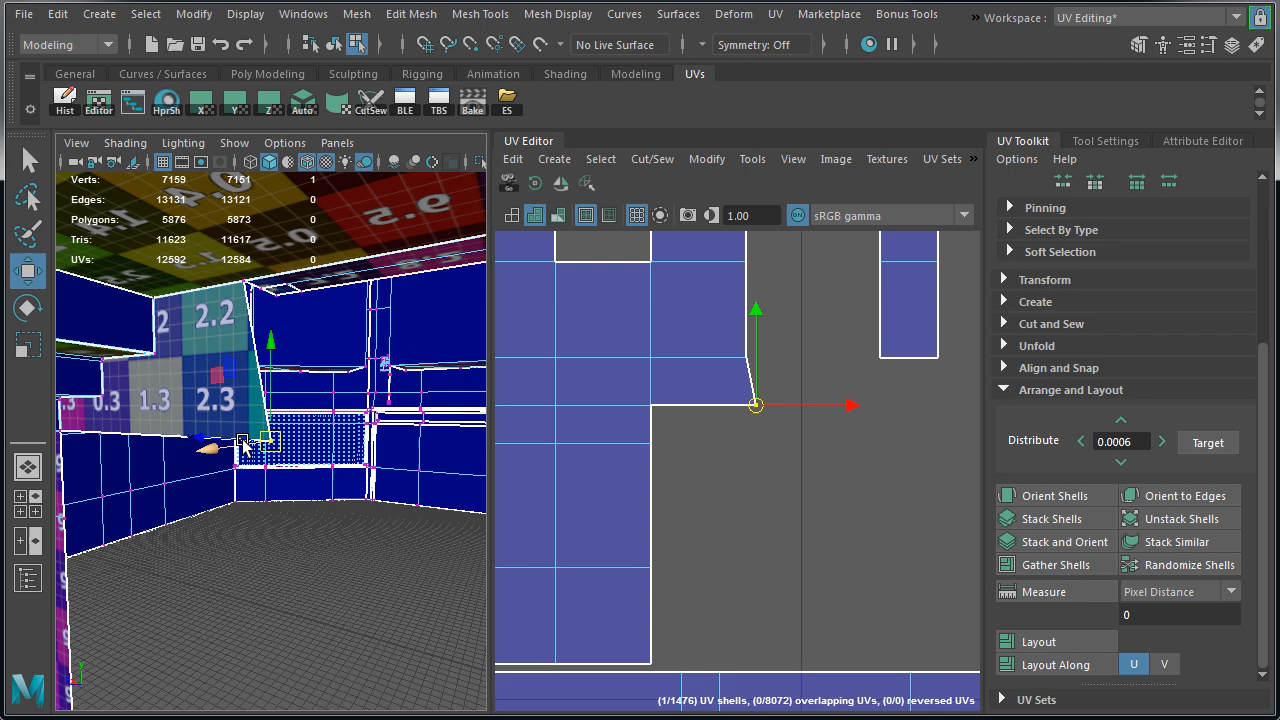 File Edit Create Select Modify Display Windows Mesh Edit Mesh Mesh Tools Mesh Display Curves Surfaces Deform UV Marketplace Bonus Tools » Workspace : UV Editing*
Modeling No Live Surface Symmetry: Off
General Curves / Surfaces Poly Modeling Sculpting Rigging Animation Shading Modeling UVs
Hist Editor HprSh X Y Z Auto CutSew BLE TBS Bake ES
View Shading Lighting Show Options Panels
Verts: 7159 7151 1
Edges: 13131 13121 0
Polygons: 5876 5873 0
Tris: 11623 11617 0
UVs: 12592 12584 0
2 2.2
0.3 1.3 2.3
UV Editor
Edit Create Select Cut/Sew Modify Tools View Image Textures UV Sets »
1.00 ON sRGB gamma
(1/1476) UV shells, (0/8072) overlapping UVs, (0/0) reversed UVs
UV Toolkit Tool Settings Attribute Editor
Options Help
Pinning
Select By Type
Soft Selection
Transform
Create
Cut and Sew
Unfold
Align and Snap
Arrange and Layout
Distribute 0.0006 Target
Orient Shells Orient to Edges
Stack Shells Unstack Shells
Stack and Orient Stack Similar
Gather Shells Randomize Shells
Measure Pixel Distance
0
Layout
Layout Along U V
UV Sets